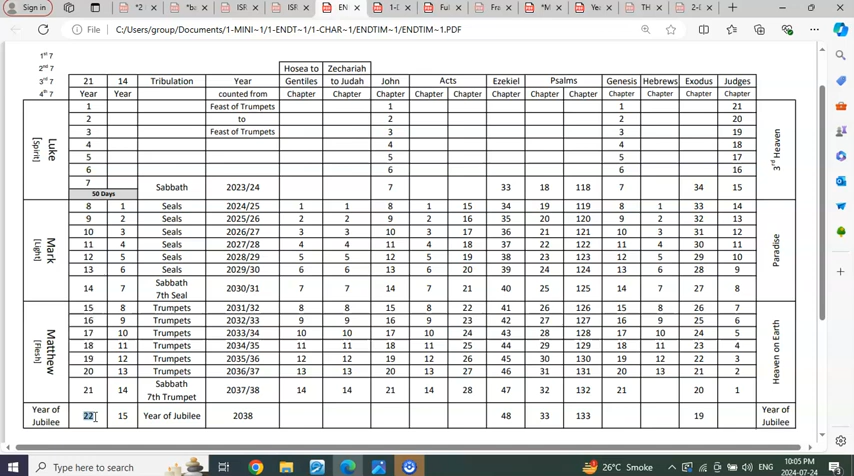 Sign in
*2
*ba
ISR
ISR
EN
1-D
Ful
Fra
*M
Yea
TH
2-B
File C:/Users/group/Documents/1-MINI~1/1-ENDT~1/1-CHAR~1/ENDTIM~1/ENDTIM~1.PDF
1st 7
2nd 7
3rd 7
4th 7
Hosea to Zechariah
21 14 Tribulation Year Gentiles to Judah John Acts Ezekiel Psalms Genesis Hebrews Exodus Judges
Year Year counted from Chapter Chapter Chapter Chapter Chapter Chapter Chapter Chapter Chapter Chapter Chapter Chapter
Luke
[Spirit]
3rd Heaven
1 Feast of Trumpets 1 1 21
2 to 2 2 20
3 Feast of Trumpets 3 3 19
4 4 4 18
5 5 5 17
6 6 6 16
7 Sabbath 2023/24 7 33 18 118 7 34 15
50 Days
Mark
[Light]
Paradise
8 1 Seals 2024/25 1 1 8 1 15 34 19 119 8 1 33 14
9 2 Seals 2025/26 2 2 9 2 16 35 20 120 9 2 32 13
10 3 Seals 2026/27 3 3 10 3 17 36 21 121 10 3 31 12
11 4 Seals 2027/28 4 4 11 4 18 37 22 122 11 4 30 11
12 5 Seals 2028/29 5 5 12 5 19 38 23 123 12 5 29 10
13 6 Seals 2029/30 6 6 13 6 20 39 24 124 13 6 28 9
14 7 Sabbath 2030/31 7 7 14 7 21 40 25 125 14 7 27 8
7th Seal
Matthew
[Flesh]
Heaven on Earth
15 8 Trumpets 2031/32 8 8 15 8 22 41 26 126 15 8 26 7
16 9 Trumpets 2032/33 9 9 16 9 23 42 27 127 16 9 25 6
17 10 Trumpets 2033/34 10 10 17 10 24 43 28 128 17 10 24 5
18 11 Trumpets 2034/35 11 11 18 11 25 44 29 129 18 11 23 4
19 12 Trumpets 2035/36 12 12 19 12 26 45 30 130 19 12 22 3
20 13 Trumpets 2036/37 13 13 20 13 27 46 31 131 20 13 21 2
21 14 Sabbath 2037/38 14 14 21 14 28 47 32 132 21 20 1
7th Trumpet
Year of Jubilee 22 15 Year of Jubilee 2038 48 33 133 19 Year of Jubilee
Type here to search
26°C Smoke
ENG
10:05 PM
2024-07-24